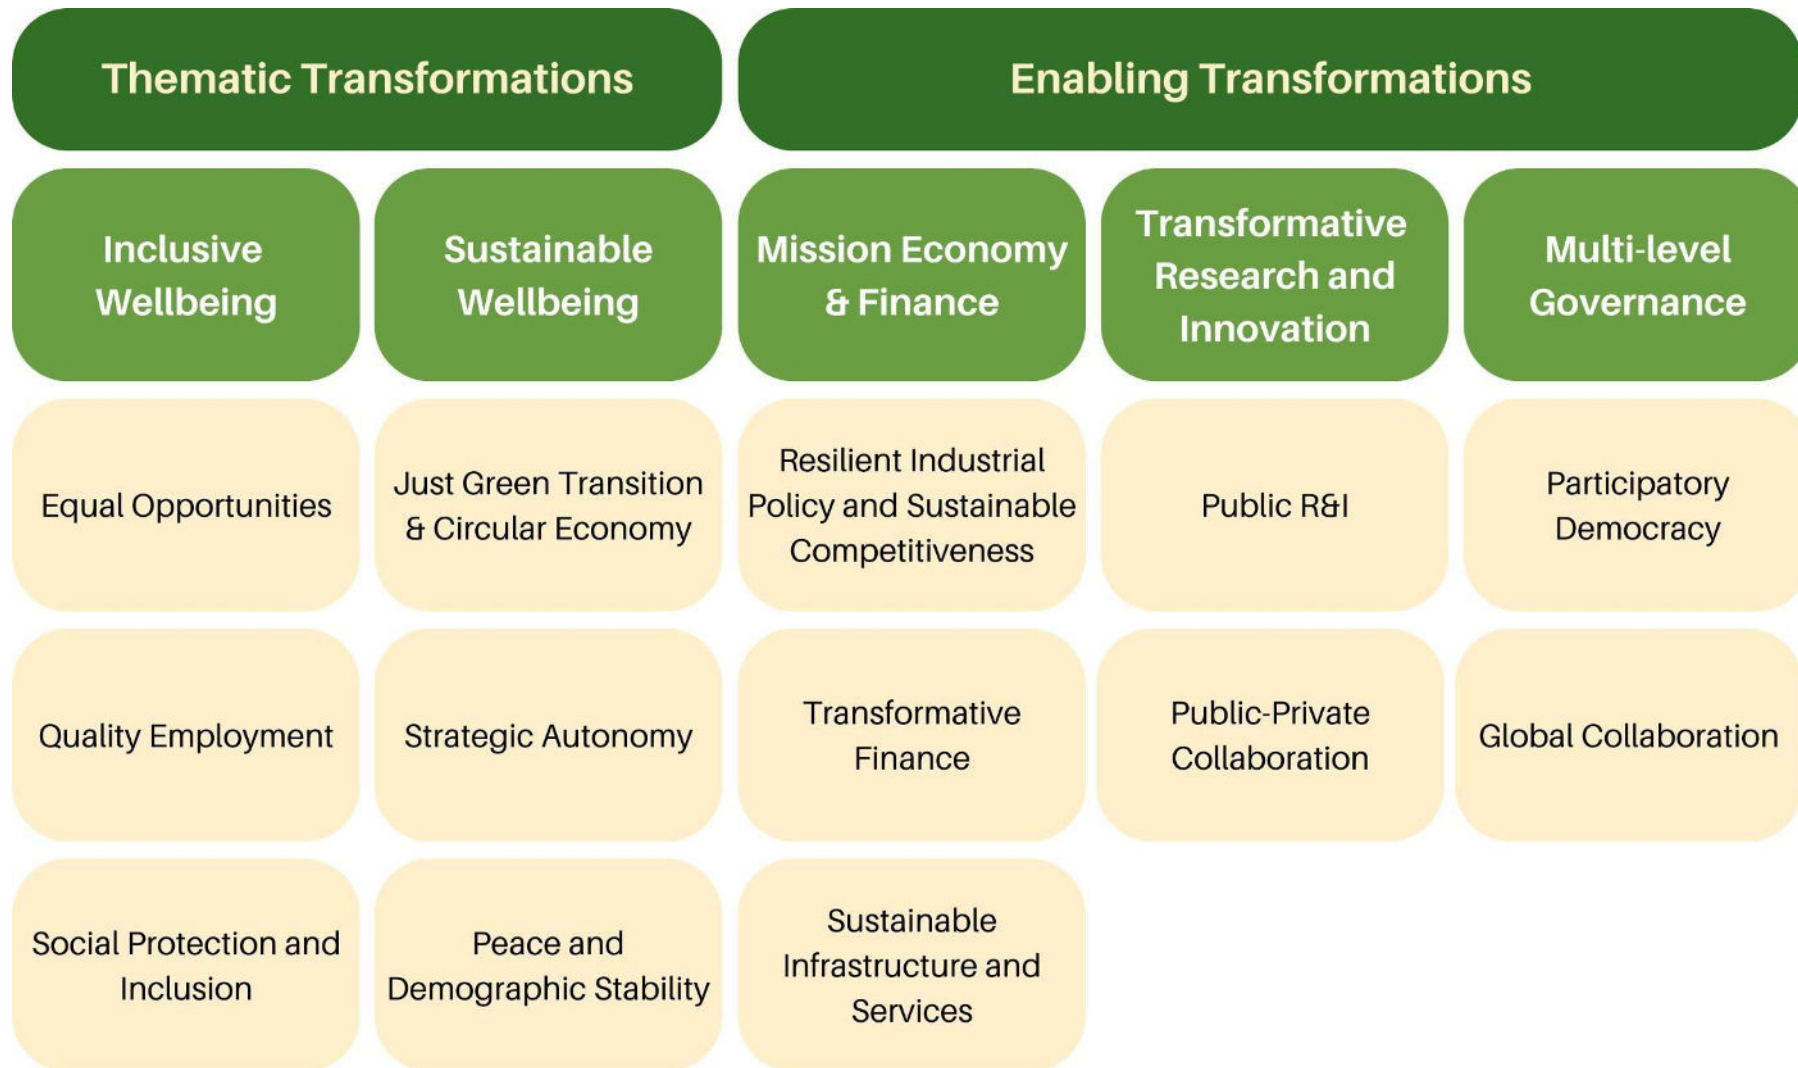 Thematic Transformations
Enabling Transformations
Inclusive
Wellbeing
Sustainable
Wellbeing
Mission Economy
& Finance
Transformative
Research and
Innovation
Multi-level
Governance
Equal Opportunities
Just Green Transition
& Circular Economy
Resilient Industrial
Policy and Sustainable
Competitiveness
Public R&I
Participatory
Democracy
Quality Employment
Strategic Autonomy
Transformative
Finance
Public-Private
Collaboration
Global Collaboration
Social Protection and
Inclusion
Peace and
Demographic Stability
Sustainable
Infrastructure and
Services